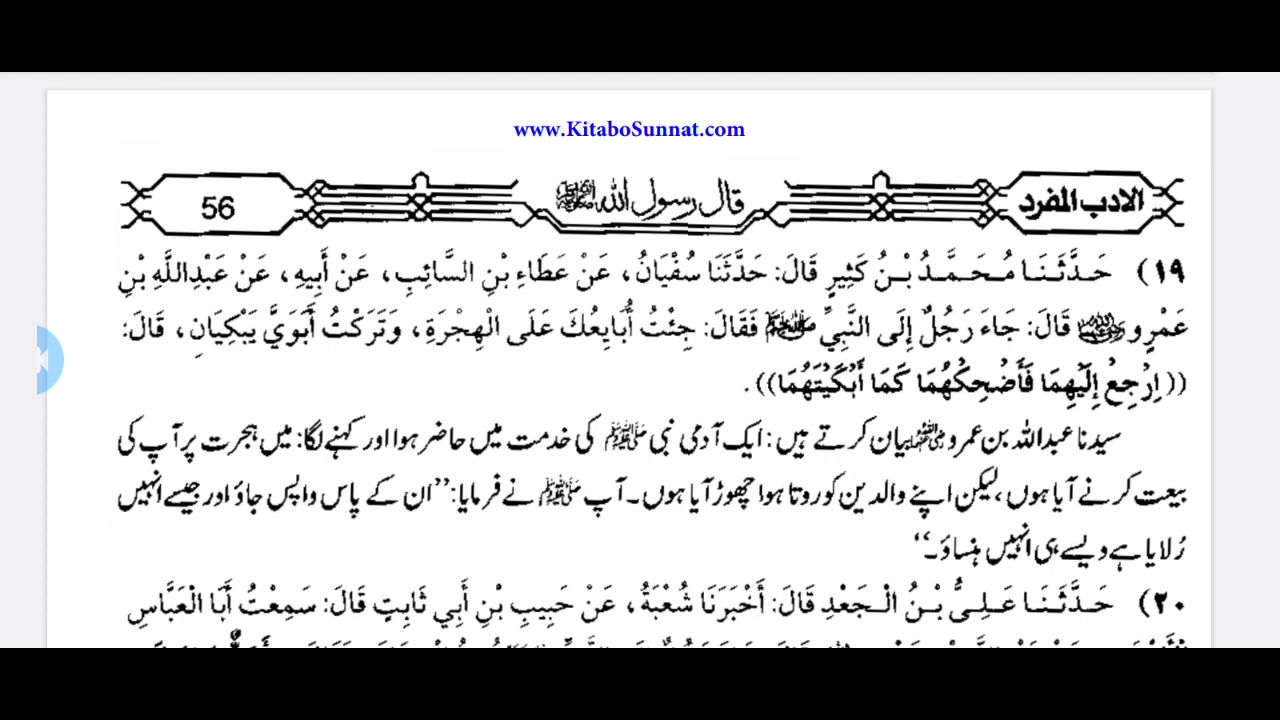 www.KitaboSunnat.com
الادب المفرد قال رسول الله ﷺ 56
١٩) حَدَّثَنَا مُحَمَّدُ بْنُ كَثِيرٍ قَالَ: حَدَّثَنَا سُفْيَانُ، عَنْ عَطَاءِ بْنِ السَّائِبِ، عَنْ أَبِيهِ، عَنْ عَبْدِاللَّهِ بْنِ
عَمْرٍو رضي الله عنه قَالَ: جَاءَ رَجُلٌ إِلَى النَّبِيِّ ﷺ فَقَالَ: جِئْتُ أُبَايِعُكَ عَلَى الْهِجْرَةِ، وَتَرَكْتُ أَبَوَيَّ يَبْكِيَانِ، قَالَ:
((اِرْجِعْ إِلَيْهِمَا فَأَضْحِكْهُمَا كَمَا أَبْكَيْتَهُمَا)).
سیدنا عبداللہ بن عمرو رضی اللہ عنہ بیان کرتے ہیں: ایک آدمی نبی ﷺ کی خدمت میں حاضر ہوا اور کہنے لگا: میں ہجرت پر آپ کی
بیعت کرنے آیا ہوں، لیکن اپنے والدین کو روتا ہوا چھوڑ آیا ہوں۔ آپ ﷺ نے فرمایا: ’’ان کے پاس واپس جاؤ اور جیسے انہیں
رُلایا ہے ویسے ہی انہیں ہنساؤ۔‘‘
٢٠) حَدَّثَنَا عَلِيُّ بْنُ الْجَعْدِ قَالَ: أَخْبَرَنَا شُعْبَةُ، عَنْ حَبِيبِ بْنِ أَبِي ثَابِتٍ قَالَ: سَمِعْتُ أَبَا الْعَبَّاسِ